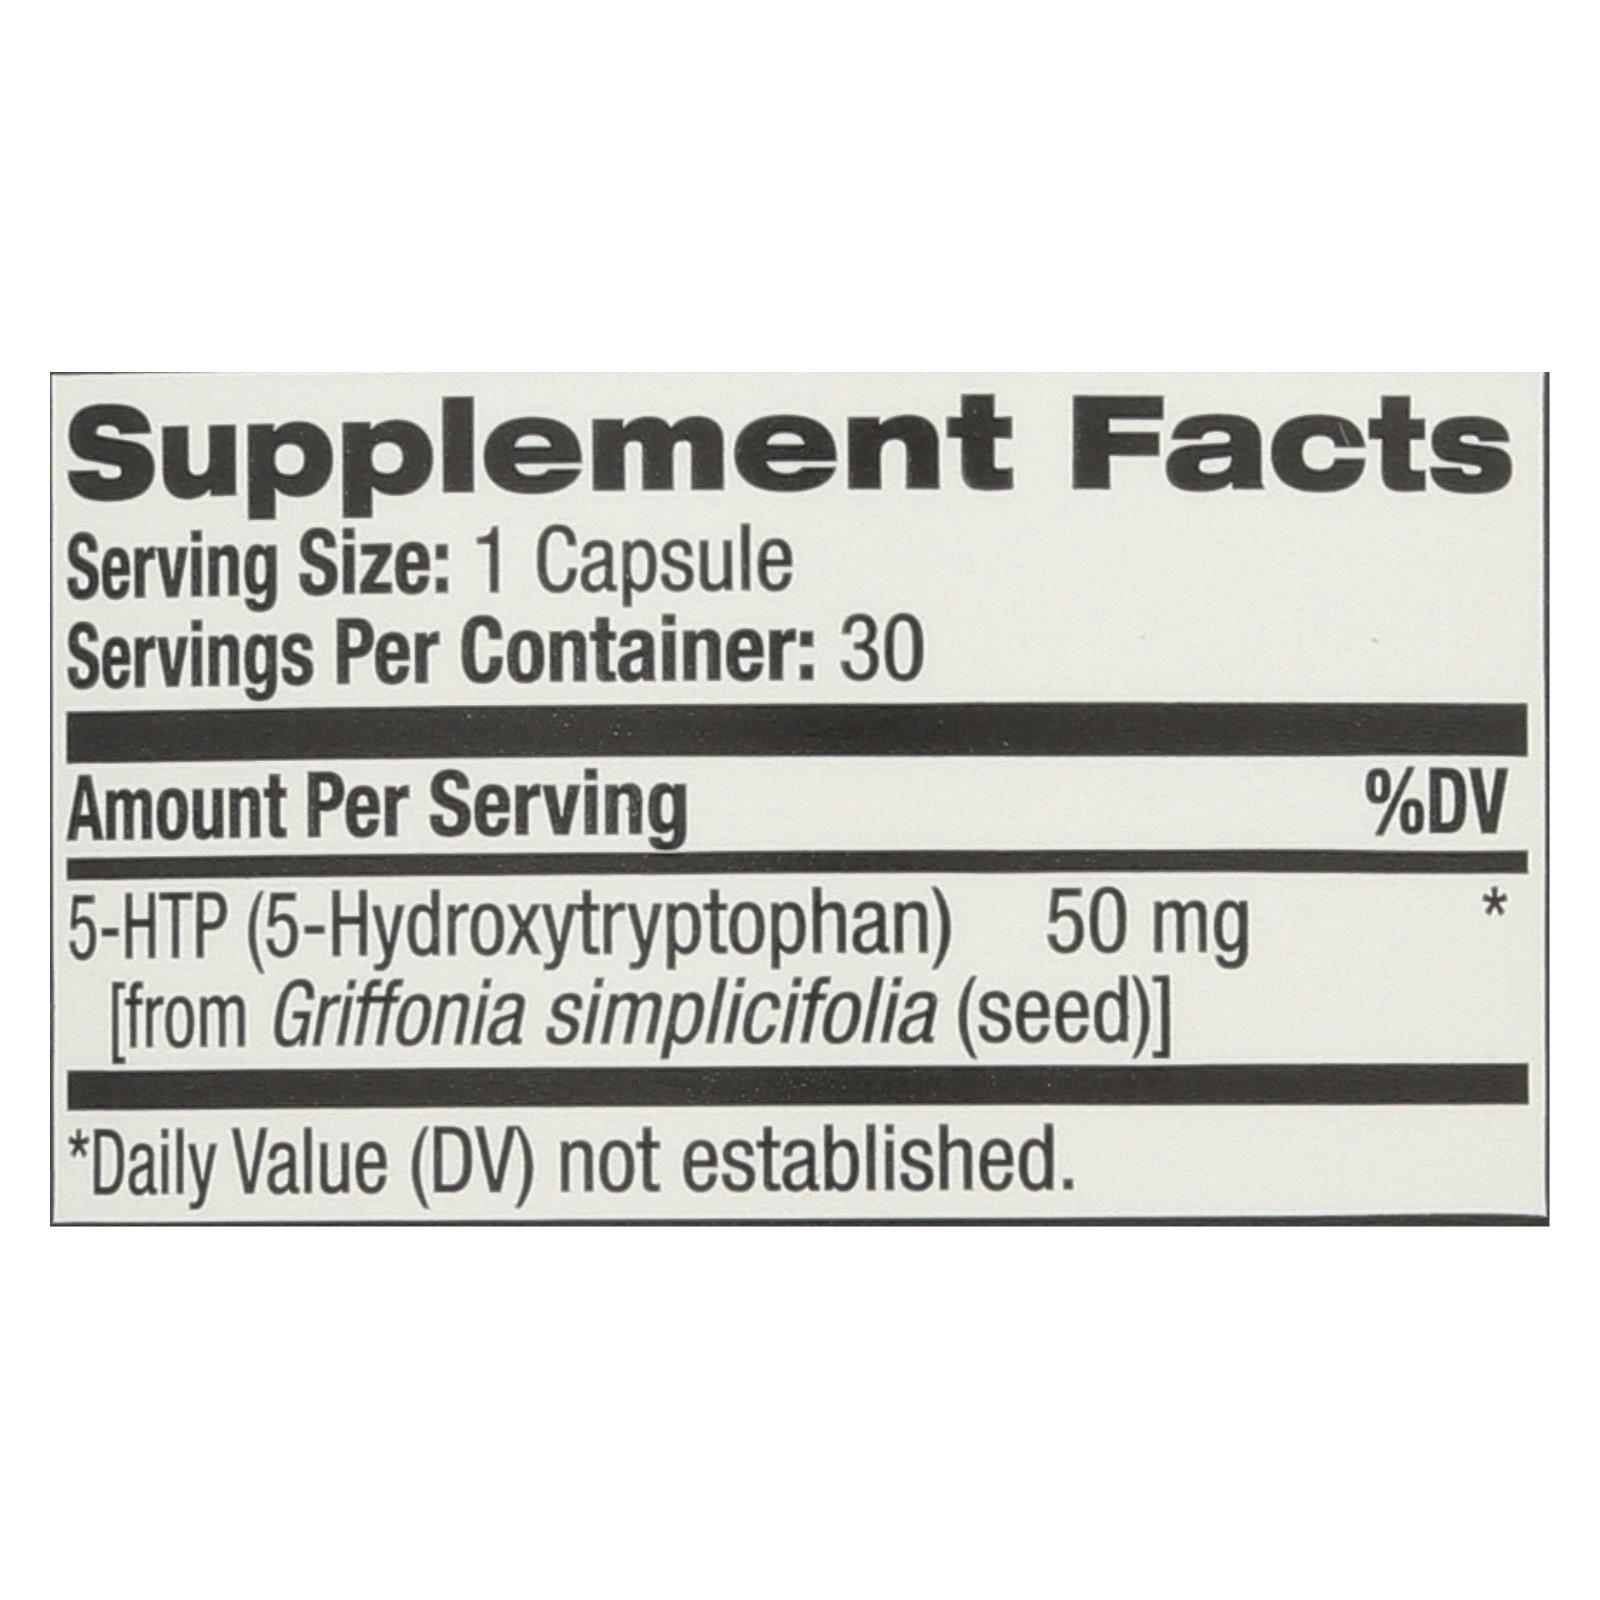 Supplement Facts
Serving Size: 1 Capsule
Servings Per Container: 30
Amount Per Serving %DV
5-HTP (5-Hydroxytryptophan) 50 mg *
[from Griffonia simplicifolia (seed)]
*Daily Value (DV) not established.